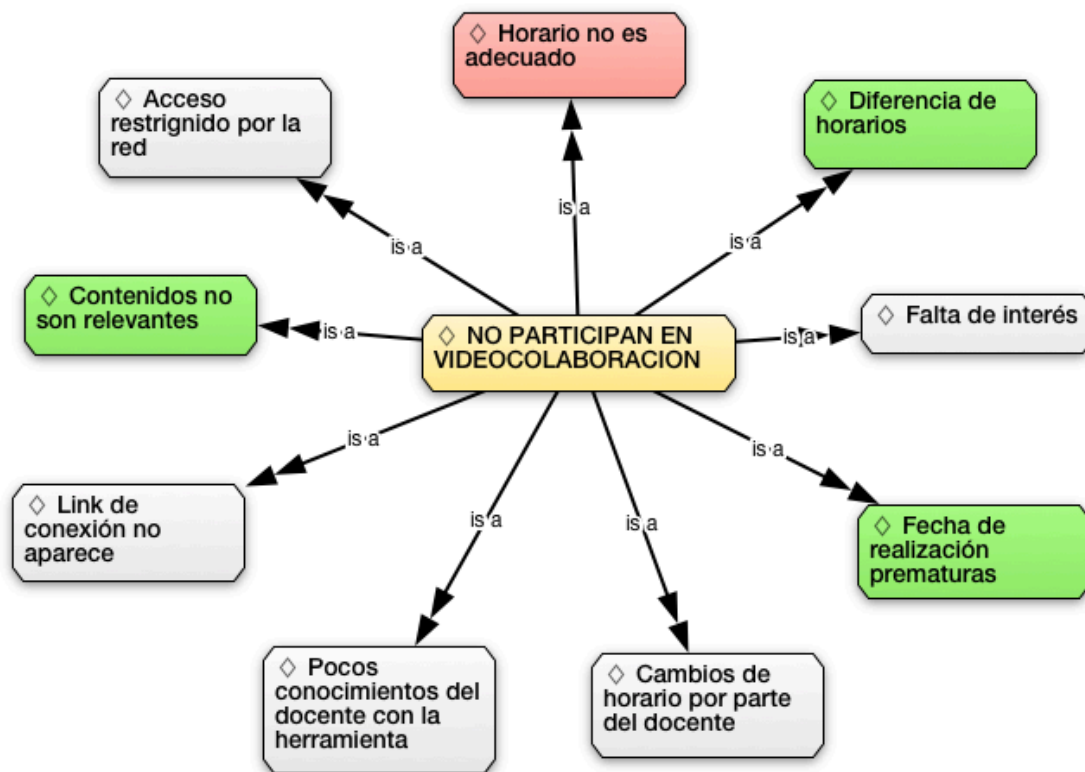 ◇ Horario no es
adecuado
◇ Acceso
restrignido por la
red
◇ Diferencia de
horarios
is a
is a
is a
◇ Contenidos no
son relevantes
is a
◇ NO PARTICIPAN EN
VIDEOCOLABORACION
is a
◇ Falta de interés
is a
is a
◇ Link de
conexión no
aparece
is a
is a
◇ Fecha de
realización
prematuras
◇ Pocos
conocimientos del
docente con la
herramienta
◇ Cambios de
horario por parte
del docente